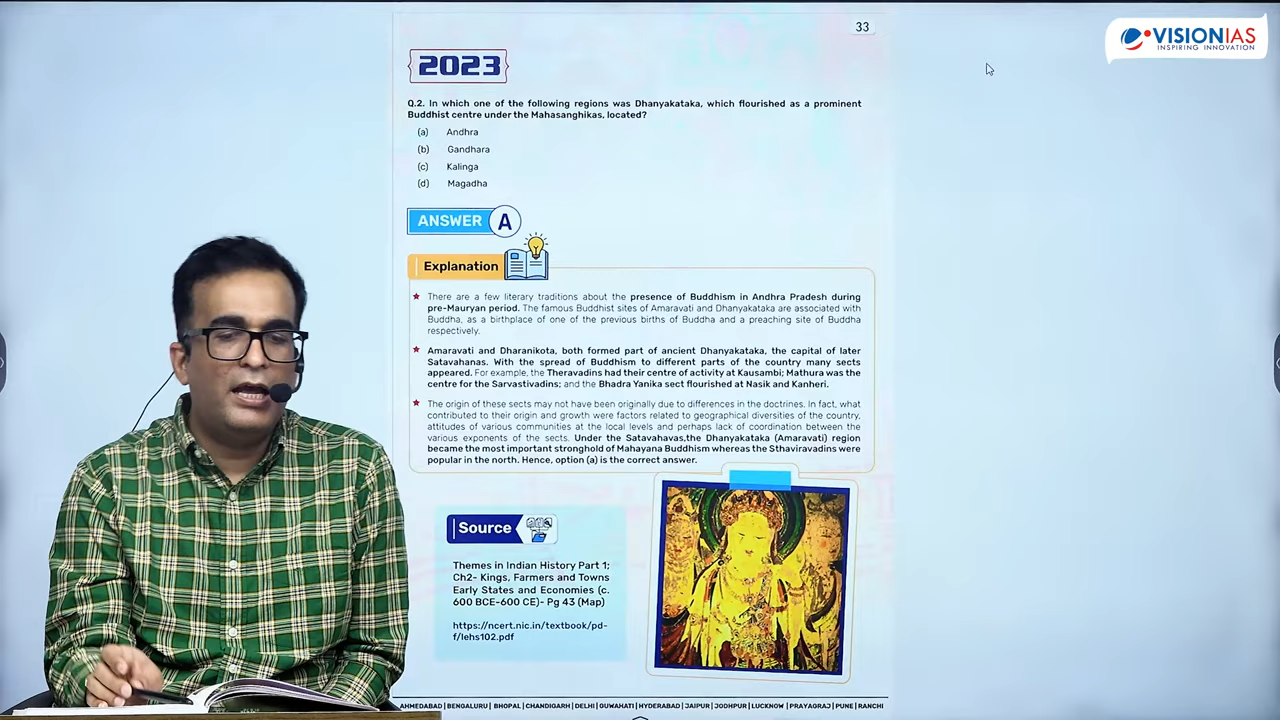 33
VISIONIAS
INSPIRING INNOVATION
2023
Q.2. In which one of the following regions was Dhanyakataka, which flourished as a prominent
Buddhist centre under the Mahasanghikas, located?
(a) Andhra
(b) Gandhara
(c) Kalinga
(d) Magadha
ANSWER A
Explanation
There are a few literary traditions about the presence of Buddhism in Andhra Pradesh during
pre-Mauryan period. The famous Buddhist sites of Amaravati and Dhanyakataka are associated with
Buddha, as a birthplace of one of the previous births of Buddha and a preaching site of Buddha
respectively.
Amaravati and Dharanikota, both formed part of ancient Dhanyakataka, the capital of later
Satavahanas. With the spread of Buddhism to different parts of the country many sects
appeared. For example, the Theravadins had their centre of activity at Kausambi; Mathura was the
centre for the Sarvastivadins; and the Bhadra Yanika sect flourished at Nasik and Kanheri.
The origin of these sects may not have been originally due to differences in the doctrines. In fact, what
contributed to their origin and growth were factors related to geographical diversities of the country,
attitudes of various communities at the local levels and perhaps lack of coordination between the
various exponents of the sects. Under the Satavahavas,the Dhanyakataka (Amaravati) region
became the most important stronghold of Mahayana Buddhism whereas the Sthaviravadins were
popular in the north. Hence, option (a) is the correct answer.
Source
Themes in Indian History Part 1;
Ch2- Kings, Farmers and Towns
Early States and Economies (c.
600 BCE-600 CE)- Pg 43 (Map)
https://ncert.nic.in/textbook/pd-
f/lehs102.pdf
AHMEDABAD | BENGALURU | BHOPAL | CHANDIGARH | DELHI | GUWAHATI | HYDERABAD | JAIPUR | JODHPUR | LUCKNOW | PRAYAGRAJ | PUNE | RANCHI